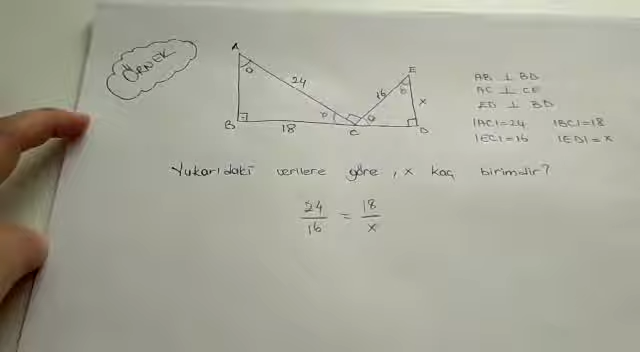 ÖRNEK
A
a
24
B
18
b
C
a
16
E
b
x
D
AB ⊥ BD
AC ⊥ CE
ED ⊥ BD
|AC|=24 |BC|=18
|EC|=16 |ED|=x
Yukarıdaki verilere göre, x kaç birimdir?
24/16 = 18/x